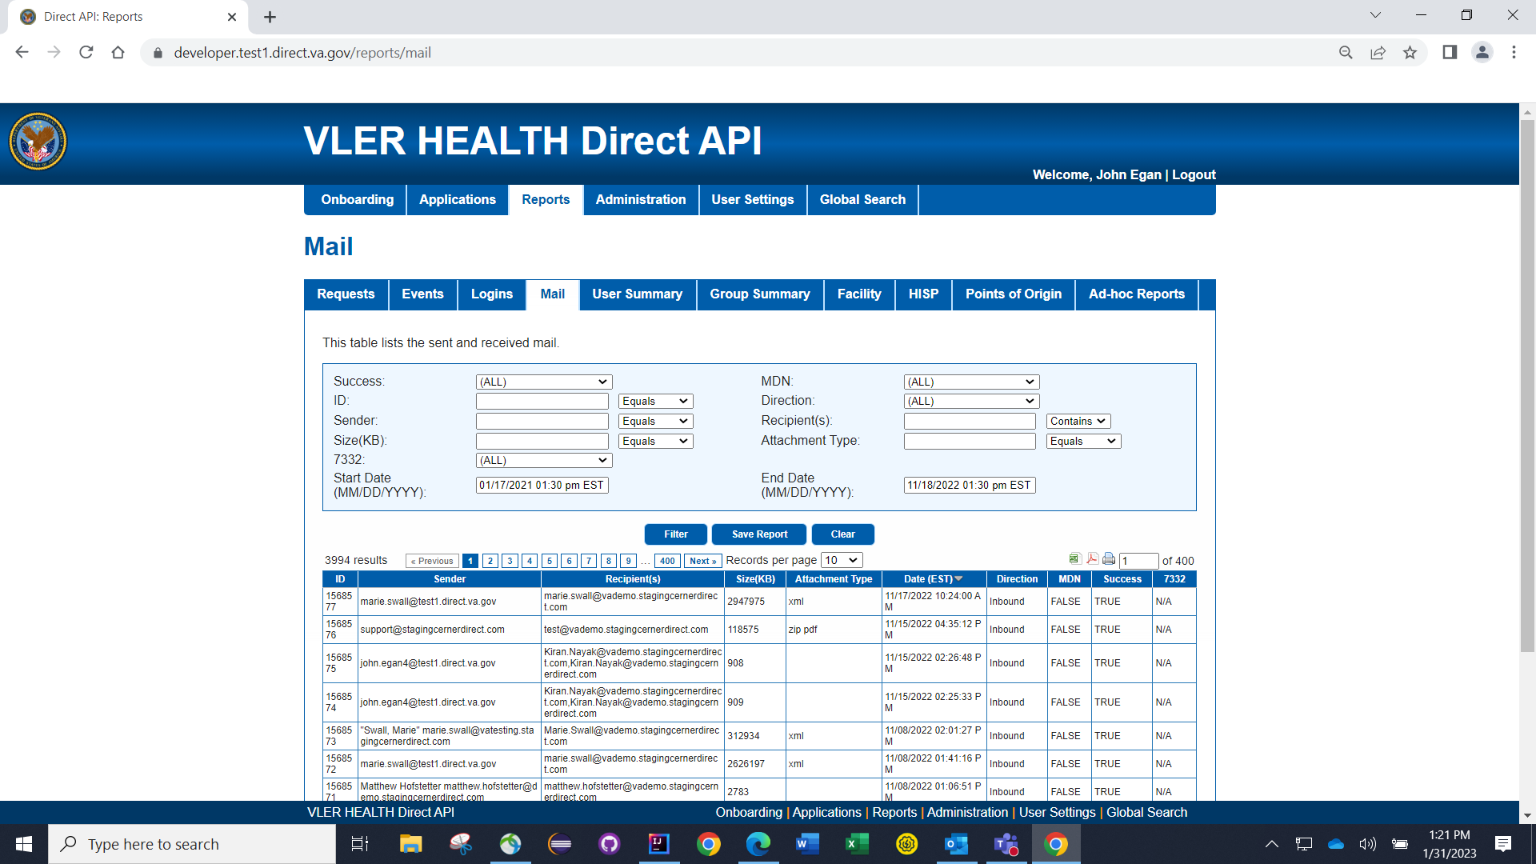 Direct API: Reports
developer.test1.direct.va.gov/reports/mail
VLER HEALTH Direct API
Welcome, John Egan | Logout
Onboarding Applications Reports Administration User Settings Global Search
Mail
Requests Events Logins Mail User Summary Group Summary Facility HISP Points of Origin Ad-hoc Reports
This table lists the sent and received mail.
Success: (ALL) MDN: (ALL)
ID: Equals Direction: (ALL)
Sender: Equals Recipient(s): Contains
Size(KB): Equals Attachment Type: Equals
7332: (ALL)
Start Date
(MM/DD/YYYY): 01/17/2021 01:30 pm EST
End Date
(MM/DD/YYYY): 11/18/2022 01:30 pm EST
Filter Save Report Clear
3994 results « Previous 1 2 3 4 5 6 7 8 9 ... 400 Next » Records per page 10 1 of 400
ID Sender Recipient(s) Size(KB) Attachment Type Date (EST) Direction MDN Success 7332
1568577 marie.swall@test1.direct.va.gov marie.swall@vademo.stagingcernerdirect.com 2947975 xml 11/17/2022 10:24:00 AM Inbound FALSE TRUE N/A
1568576 support@stagingcernerdirect.com test@vademo.stagingcernerdirect.com 118575 zip pdf 11/15/2022 04:35:12 PM Inbound FALSE TRUE N/A
1568575 john.egan4@test1.direct.va.gov Kiran.Nayak@vademo.stagingcernerdirect.com,Kiran.Nayak@vademo.stagingcernerdirect.com 908 11/15/2022 02:26:48 PM Inbound FALSE TRUE N/A
1568574 john.egan4@test1.direct.va.gov Kiran.Nayak@vademo.stagingcernerdirect.com,Kiran.Nayak@vademo.stagingcernerdirect.com 909 11/15/2022 02:25:33 PM Inbound FALSE TRUE N/A
1568573 "Swall, Marie" marie.swall@vatesting.stagingcernerdirect.com Marie.Swall@vademo.stagingcernerdirect.com 312934 xml 11/08/2022 02:01:27 PM Inbound FALSE TRUE N/A
1568572 marie.swall@test1.direct.va.gov marie.swall@vademo.stagingcernerdirect.com 2626197 xml 11/08/2022 01:41:16 PM Inbound FALSE TRUE N/A
1568571 Matthew Hofstetter matthew.hofstetter@demo.stagingcernerdirect.com matthew.hofstetter@vademo.stagingcernerdirect.com 2783 11/08/2022 01:06:51 PM Inbound FALSE TRUE N/A
VLER HEALTH Direct API Onboarding | Applications | Reports | Administration | User Settings | Global Search
Type here to search
1:21 PM
1/31/2023